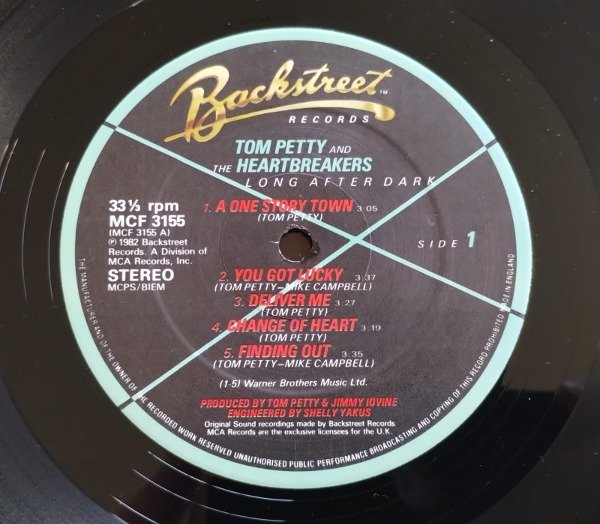 Backstreet™
RECORDS
TOM PETTY AND
THE HEARTBREAKERS
LONG AFTER DARK
33⅓ rpm
MCF 3155
(MCF 3155 A)
℗ 1982 Backstreet
Records. A Division of
MCA Records, Inc.
STEREO
MCPS/BIEM
SIDE 1
1. A ONE STORY TOWN 3:05
(TOM PETTY)
2. YOU GOT LUCKY 3:37
(TOM PETTY–MIKE CAMPBELL)
3. DELIVER ME 3.27
(TOM PETTY)
4. CHANGE OF HEART 3.19
(TOM PETTY)
5. FINDING OUT 3:35
(TOM PETTY–MIKE CAMPBELL)
(1-5) Warner Brothers Music Ltd.
PRODUCED BY TOM PETTY & JIMMY IOVINE
ENGINEERED BY SHELLY YAKUS
Original Sound recordings made by Backstreet Records
MCA Records are the exclusive licensees for the U.K.
THE MANUFACTURER AND OF THE OWNER OF THE RECORDED WORK RESERVED UNAUTHORISED PUBLIC PERFORMANCE BROADCASTING AND COPYING OF THIS RECORD PROHIBITED MADE IN ENGLAND